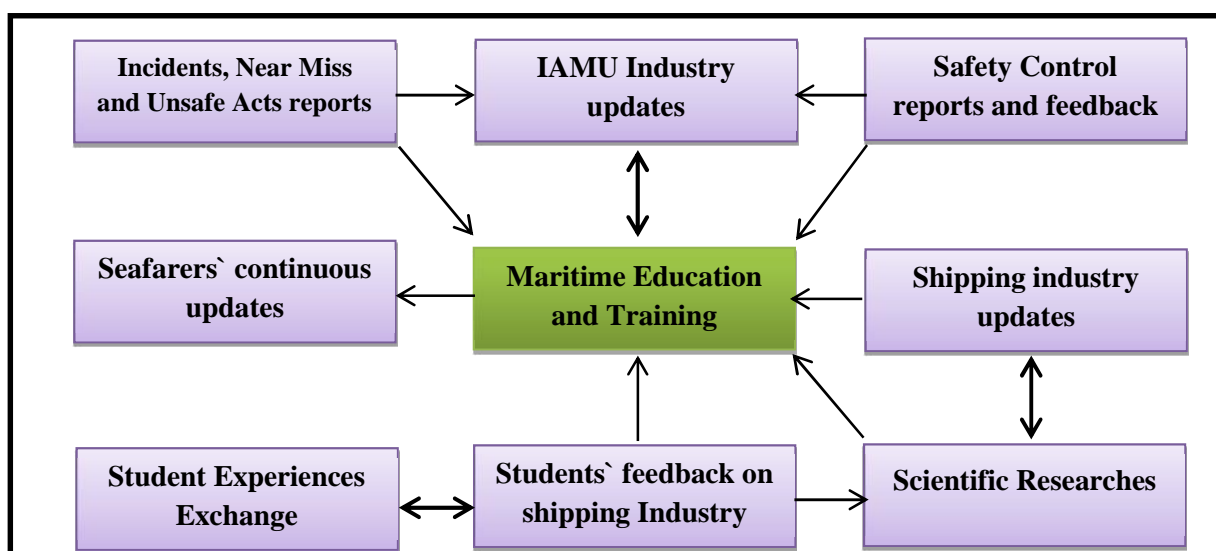 Incidents, Near Miss
and Unsafe Acts reports
IAMU Industry
updates
Safety Control
reports and feedback
Seafarers` continuous
updates
Maritime Education
and Training
Shipping industry
updates
Student Experiences
Exchange
Students` feedback on
shipping Industry
Scientific Researches